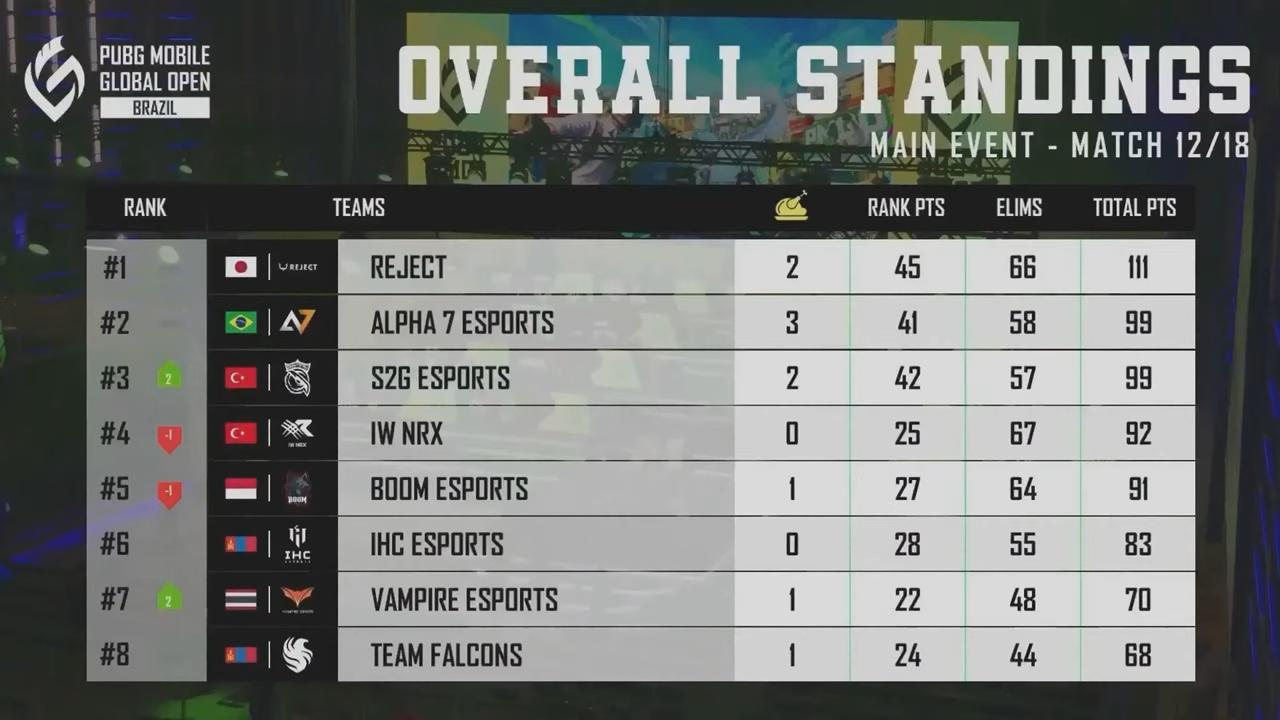 PUBG MOBILE
GLOBAL OPEN
BRAZIL
OVERALL STANDINGS
MAIN EVENT - MATCH 12/18
RANK TEAMS RANK PTS ELIMS TOTAL PTS
#1 REJECT REJECT 2 45 66 111
#2 A7 ALPHA 7 ESPORTS 3 41 58 99
#3 2 S2G ESPORTS 2 42 57 99
#4 -1 IW NRX IW NRX 0 25 67 92
#5 -1 BOOM BOOM ESPORTS 1 27 64 91
#6 IHC IHC ESPORTS 0 28 55 83
#7 2 VAMPIRE ESPORTS 1 22 48 70
#8 TEAM FALCONS 1 24 44 68